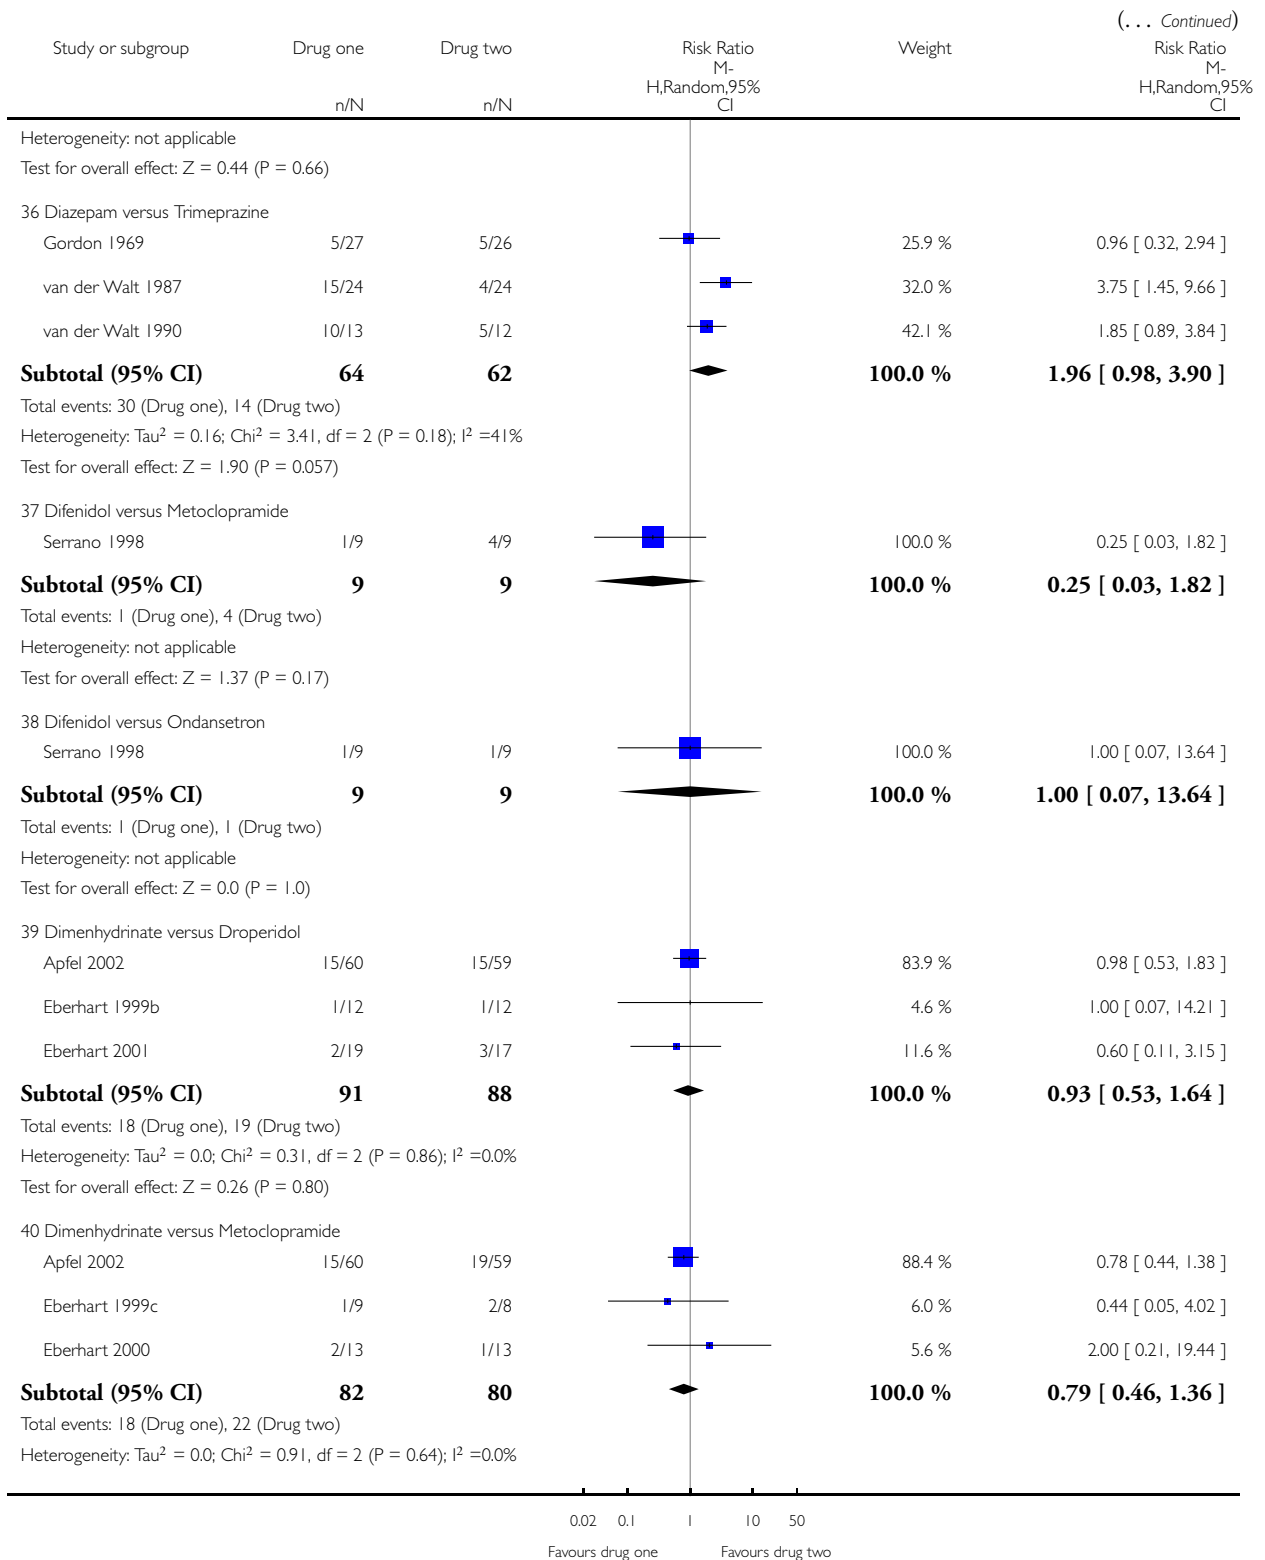 (... Continued)
Study or subgroup Drug one Drug two Risk Ratio Weight Risk Ratio
M- M-
H,Random,95% H,Random,95%
n/N n/N CI CI
Heterogeneity: not applicable
Test for overall effect: Z = 0.44 (P = 0.66)
36 Diazepam versus Trimeprazine
Gordon 1969 5/27 5/26 25.9 % 0.96 [ 0.32, 2.94 ]
van der Walt 1987 15/24 4/24 32.0 % 3.75 [ 1.45, 9.66 ]
van der Walt 1990 10/13 5/12 42.1 % 1.85 [ 0.89, 3.84 ]
Subtotal (95% CI) 64 62 100.0 % 1.96 [ 0.98, 3.90 ]
Total events: 30 (Drug one), 14 (Drug two)
Heterogeneity: Tau² = 0.16; Chi² = 3.41, df = 2 (P = 0.18); I² =41%
Test for overall effect: Z = 1.90 (P = 0.057)
37 Difenidol versus Metoclopramide
Serrano 1998 1/9 4/9 100.0 % 0.25 [ 0.03, 1.82 ]
Subtotal (95% CI) 9 9 100.0 % 0.25 [ 0.03, 1.82 ]
Total events: 1 (Drug one), 4 (Drug two)
Heterogeneity: not applicable
Test for overall effect: Z = 1.37 (P = 0.17)
38 Difenidol versus Ondansetron
Serrano 1998 1/9 1/9 100.0 % 1.00 [ 0.07, 13.64 ]
Subtotal (95% CI) 9 9 100.0 % 1.00 [ 0.07, 13.64 ]
Total events: 1 (Drug one), 1 (Drug two)
Heterogeneity: not applicable
Test for overall effect: Z = 0.0 (P = 1.0)
39 Dimenhydrinate versus Droperidol
Apfel 2002 15/60 15/59 83.9 % 0.98 [ 0.53, 1.83 ]
Eberhart 1999b 1/12 1/12 4.6 % 1.00 [ 0.07, 14.21 ]
Eberhart 2001 2/19 3/17 11.6 % 0.60 [ 0.11, 3.15 ]
Subtotal (95% CI) 91 88 100.0 % 0.93 [ 0.53, 1.64 ]
Total events: 18 (Drug one), 19 (Drug two)
Heterogeneity: Tau² = 0.0; Chi² = 0.31, df = 2 (P = 0.86); I² =0.0%
Test for overall effect: Z = 0.26 (P = 0.80)
40 Dimenhydrinate versus Metoclopramide
Apfel 2002 15/60 19/59 88.4 % 0.78 [ 0.44, 1.38 ]
Eberhart 1999c 1/9 2/8 6.0 % 0.44 [ 0.05, 4.02 ]
Eberhart 2000 2/13 1/13 5.6 % 2.00 [ 0.21, 19.44 ]
Subtotal (95% CI) 82 80 100.0 % 0.79 [ 0.46, 1.36 ]
Total events: 18 (Drug one), 22 (Drug two)
Heterogeneity: Tau² = 0.0; Chi² = 0.91, df = 2 (P = 0.64); I² =0.0%
0.02 0.1 1 10 50
Favours drug one Favours drug two